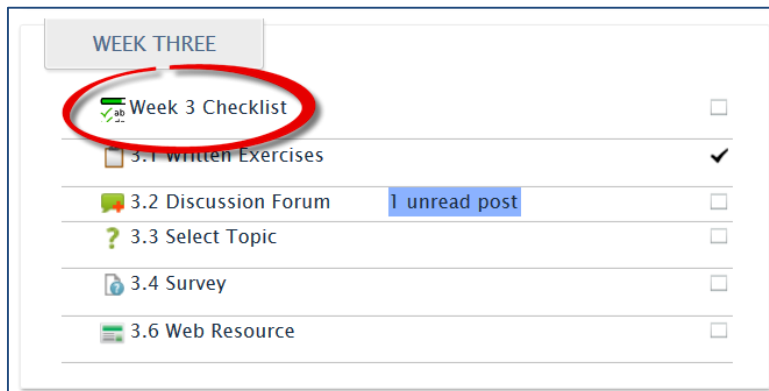 WEEK THREE
Week 3 Checklist
3.1 Written Exercises
3.2 Discussion Forum 1 unread post
3.3 Select Topic
3.4 Survey
3.6 Web Resource